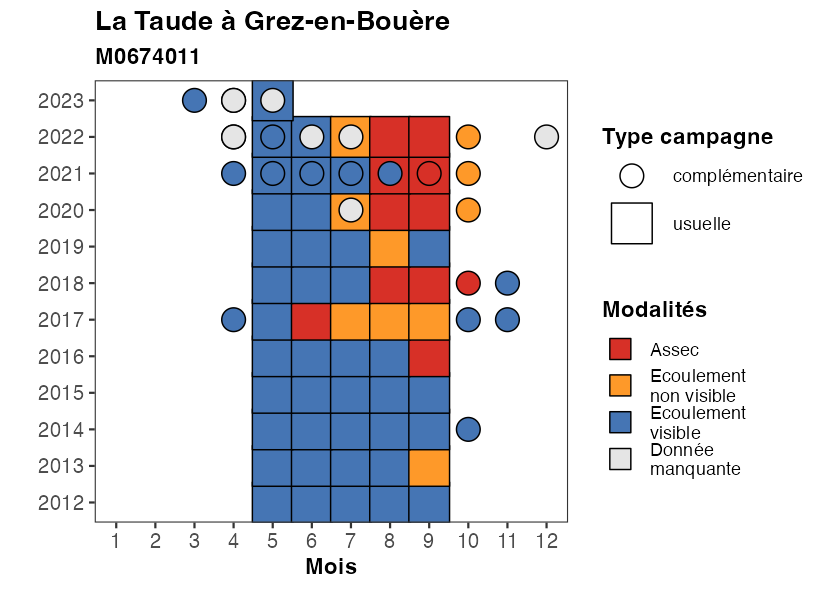 La Taude à Grez-en-Bouère
M0674011
2023
2022
2021
2020
2019
2018
2017
2016
2015
2014
2013
2012
1 2 3 4 5 6 7 8 9 10 11 12
Mois
Type campagne
complémentaire
usuelle
Modalités
Assec
Ecoulement
non visible
Ecoulement
visible
Donnée
manquante